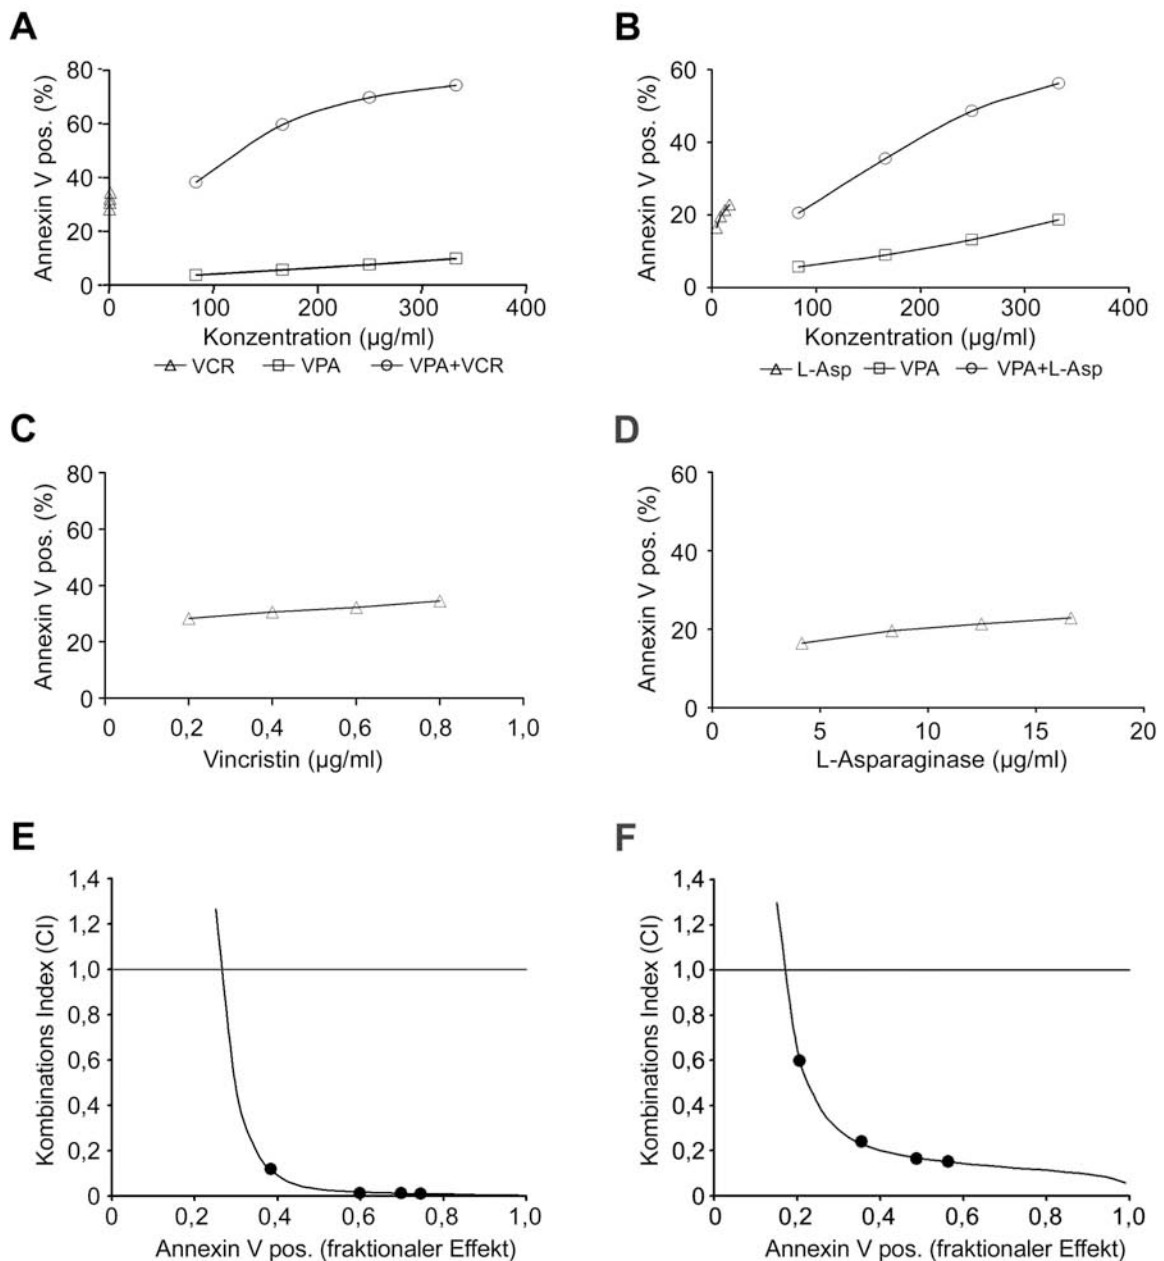 A
Annexin V pos. (%)
80
60
40
20
0
0 100 200 300 400
Konzentration (µg/ml)
VCR VPA VPA+VCR
B
Annexin V pos. (%)
60
40
20
0
0 100 200 300 400
Konzentration (µg/ml)
L-Asp VPA VPA+L-Asp
C
Annexin V pos. (%)
80
60
40
20
0
0 0,2 0,4 0,6 0,8 1,0
Vincristin (µg/ml)
D
Annexin V pos. (%)
60
40
20
0
0 5 10 15 20
L-Asparaginase (µg/ml)
E
Kombinations Index (CI)
1,4
1,2
1,0
0,8
0,6
0,4
0,2
0
0 0,2 0,4 0,6 0,8 1,0
Annexin V pos. (fraktionaler Effekt)
F
Kombinations Index (CI)
1,4
1,2
1,0
0,8
0,6
0,4
0,2
0
0 0,2 0,4 0,6 0,8 1,0
Annexin V pos. (fraktionaler Effekt)